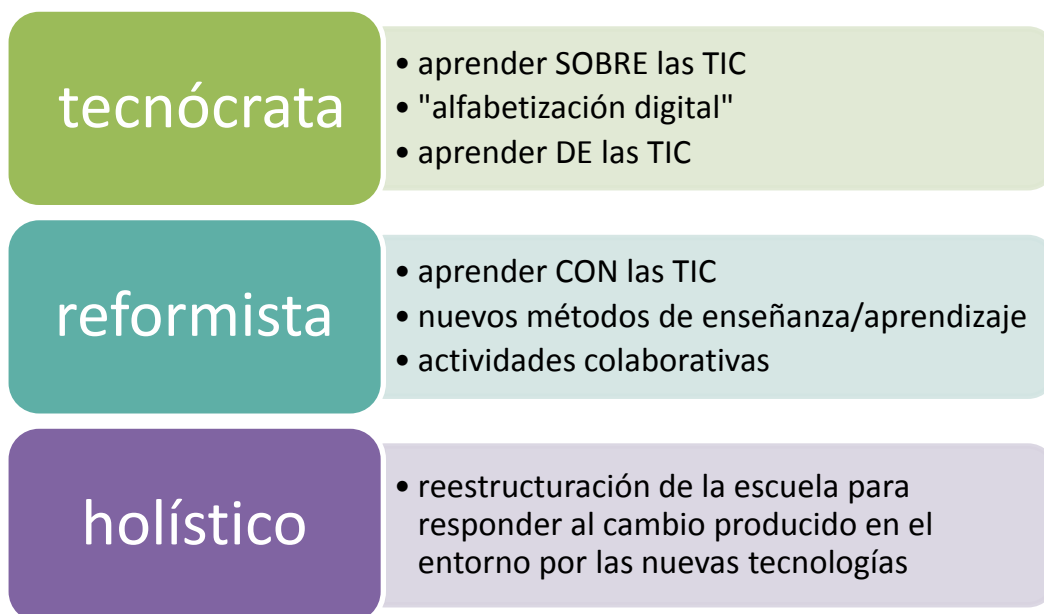 tecnócrata
• aprender SOBRE las TIC
• "alfabetización digital"
• aprender DE las TIC
reformista
• aprender CON las TIC
• nuevos métodos de enseñanza/aprendizaje
• actividades colaborativas
holístico
• reestructuración de la escuela para
responder al cambio producido en el
entorno por las nuevas tecnologías